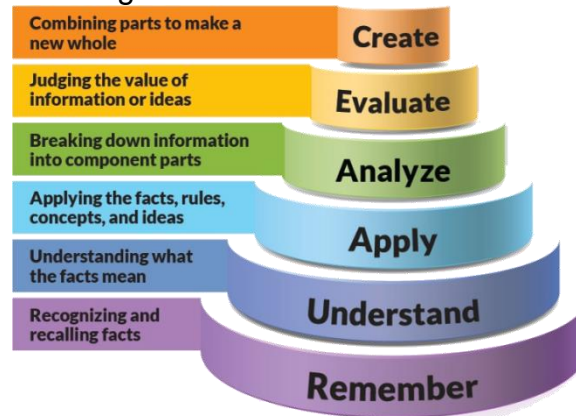 Combining parts to make a
new whole
Create
Judging the value of
information or ideas
Evaluate
Breaking down information
into component parts
Analyze
Applying the facts, rules,
concepts, and ideas
Apply
Understanding what
the facts mean
Understand
Recognizing and
recalling facts
Remember